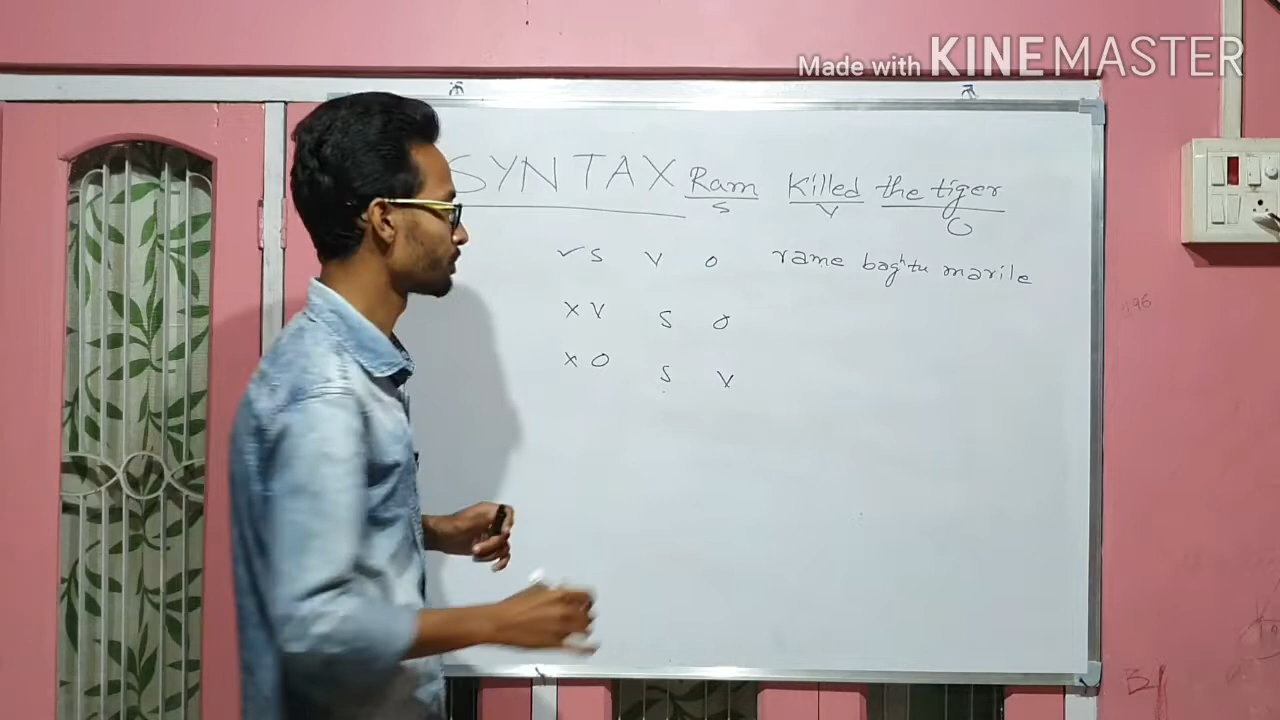 Made with KINEMASTER
SYNTAX Ram Killed the tiger
S V O
✓ S V O rame baghtu marile
X V S O
X O S V